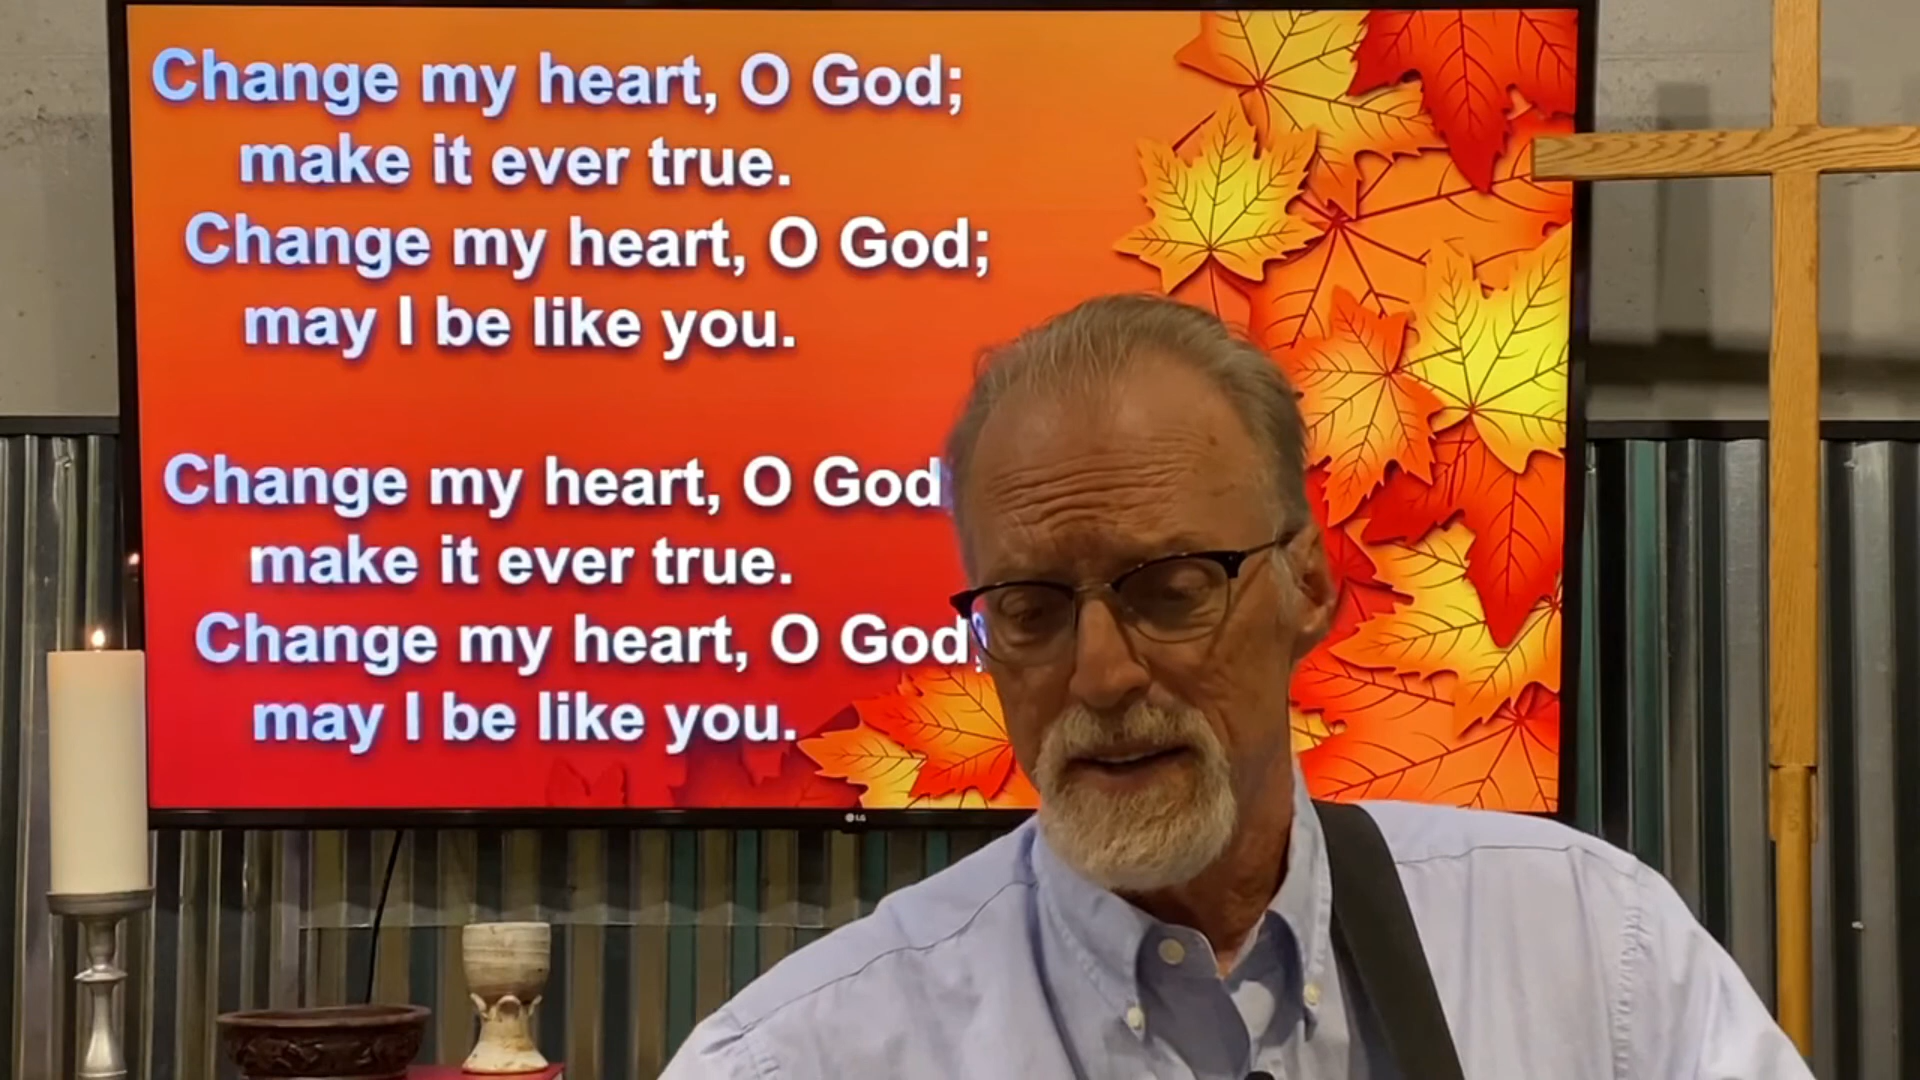 Change my heart, O God;
make it ever true.
Change my heart, O God;
may I be like you.
Change my heart, O God
make it ever true.
Change my heart, O God;
may I be like you.
LG